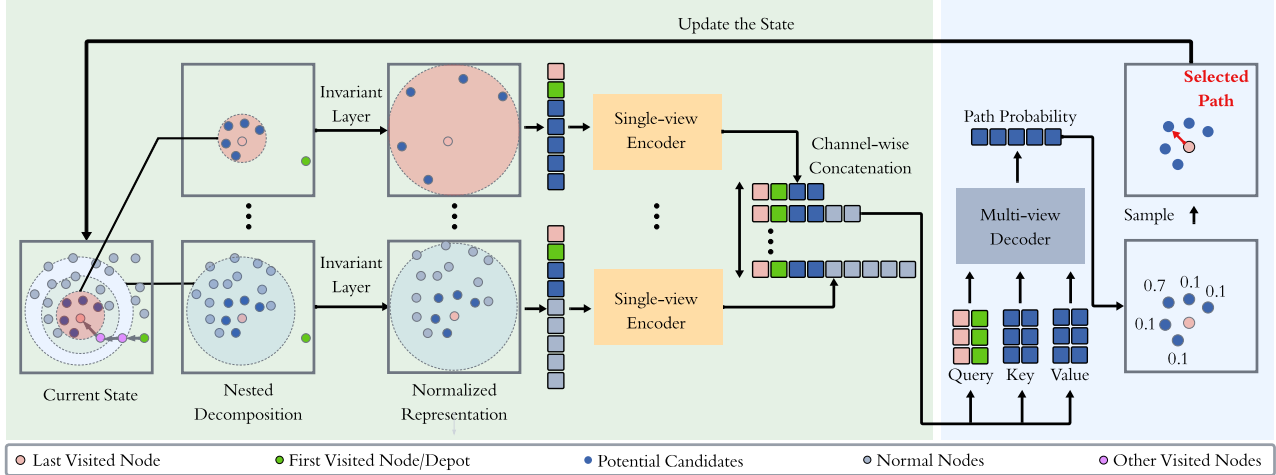 Update the State
Invariant
Layer
Single-view
Encoder
Channel-wise
Concatenation
Path Probability
Selected
Path
Multi-view
Decoder
Sample
Invariant
Layer
Single-view
Encoder
0.7
0.1
0.1
0.1
0.1
Query
Key
Value
Current State
Nested
Decomposition
Normalized
Representation
Last Visited Node
First Visited Node/Depot
Potential Candidates
Normal Nodes
Other Visited Nodes